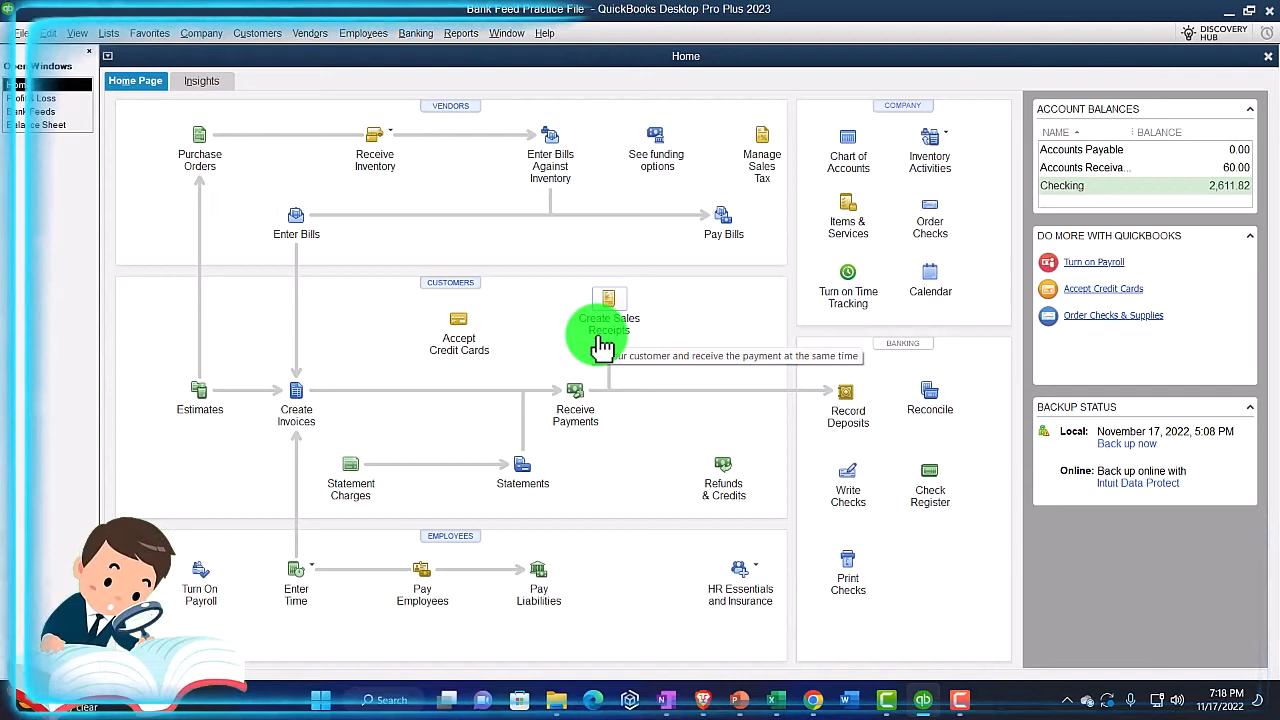 Bank Feed Practice File - QuickBooks Desktop Pro Plus 2023
File Edit View Lists Favorites Company Customers Vendors Employees Banking Reports Window Help
DISCOVERY
HUB
Open Windows
Home
Profit & Loss
Bank Feeds
Balance Sheet
Home
Home Page
Insights
VENDORS
Purchase
Orders
Receive
Inventory
Enter Bills
Against
Inventory
See funding
options
Manage
Sales
Tax
Enter Bills
Pay Bills
CUSTOMERS
Accept
Credit Cards
Create Sales
Receipts
ur customer and receive the payment at the same time
Estimates
Create
Invoices
Receive
Payments
Statement
Charges
Statements
Refunds
& Credits
EMPLOYEES
Turn On
Payroll
Enter
Time
Pay
Employees
Pay
Liabilities
HR Essentials
and Insurance
COMPANY
Chart of
Accounts
Inventory
Activities
Items &
Services
Order
Checks
Turn on Time
Tracking
Calendar
BANKING
Record
Deposits
Reconcile
Write
Checks
Check
Register
Print
Checks
ACCOUNT BALANCES
NAME BALANCE
Accounts Payable 0.00
Accounts Receiva... 60.00
Checking 2,611.82
DO MORE WITH QUICKBOOKS
Turn on Payroll
Accept Credit Cards
Order Checks & Supplies
BACKUP STATUS
Local: November 17, 2022, 5:08 PM
Back up now
Online: Back up online with
Intuit Data Protect
clear
Search
7:18 PM
11/17/2022